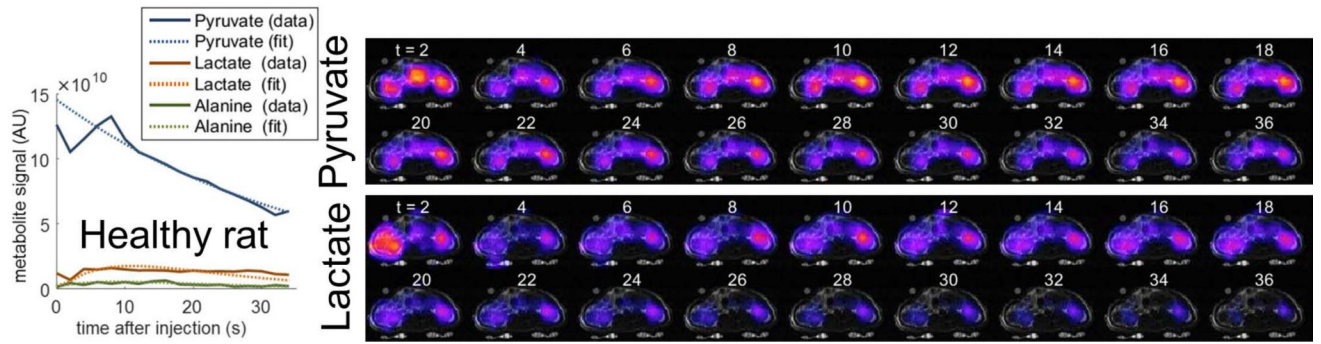 Pyruvate (data)
Pyruvate (fit)
Lactate (data)
Lactate (fit)
Alanine (data)
Alanine (fit)
×10^10
15
10
5
0
metabolite signal (AU)
Healthy rat
0 10 20 30
time after injection (s)
Pyruvate
t = 2 4 6 8 10 12 14 16 18
20 22 24 26 28 30 32 34 36
Lactate
t = 2 4 6 8 10 12 14 16 18
20 22 24 26 28 30 32 34 36